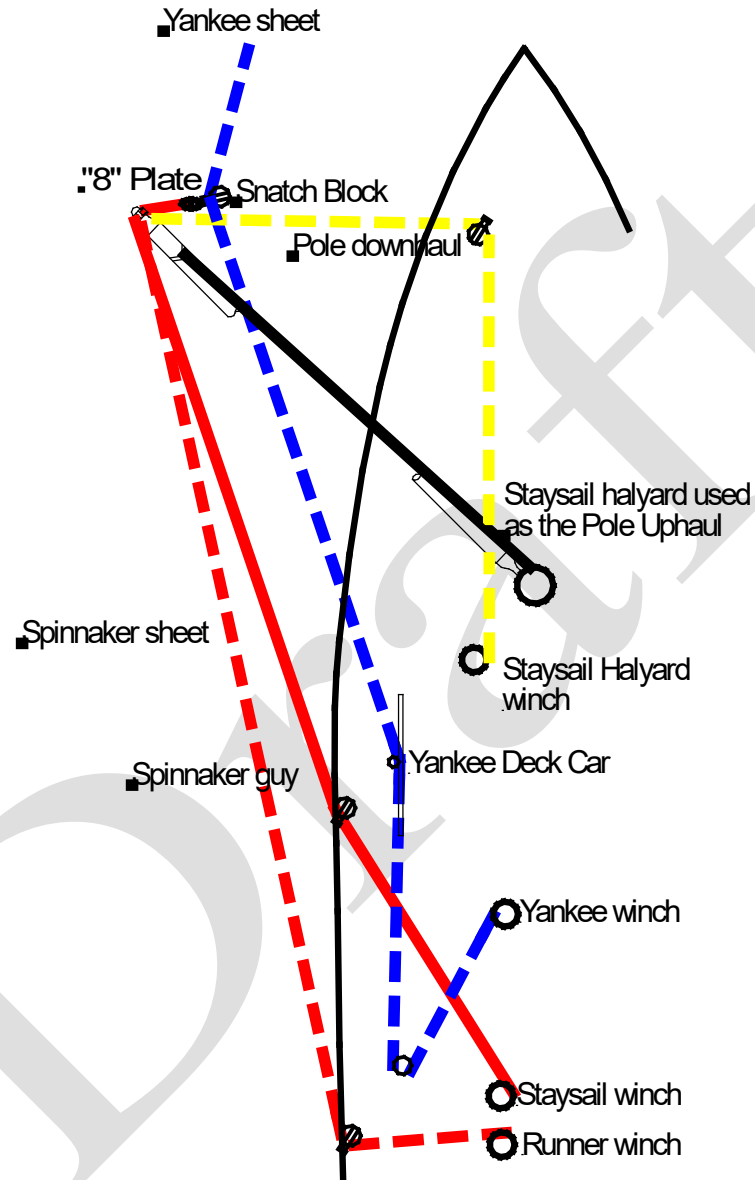 Yankee sheet
"8" Plate
Snatch Block
Pole downhaul
Staysail halyard used
as the Pole Uphaul
Spinnaker sheet
Staysail Halyard
winch
Spinnaker guy
Yankee Deck Car
Yankee winch
Staysail winch
Runner winch
Draft